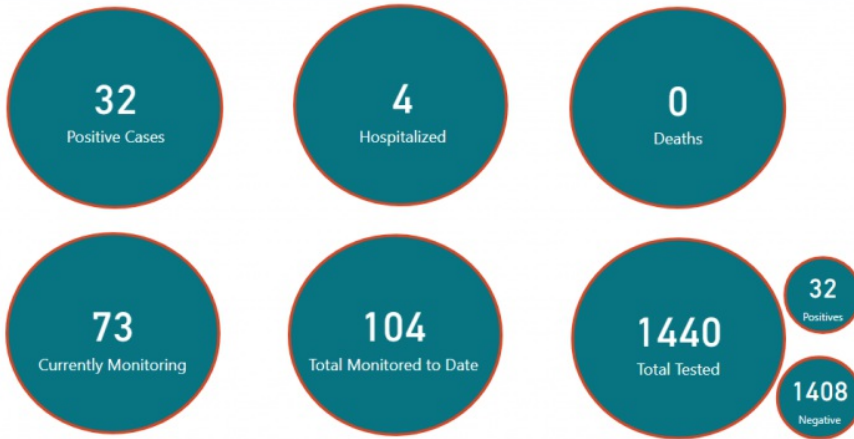 32
Positive Cases
4
Hospitalized
0
Deaths
73
Currently Monitoring
104
Total Monitored to Date
1440
Total Tested
32
Positives
1408
Negative